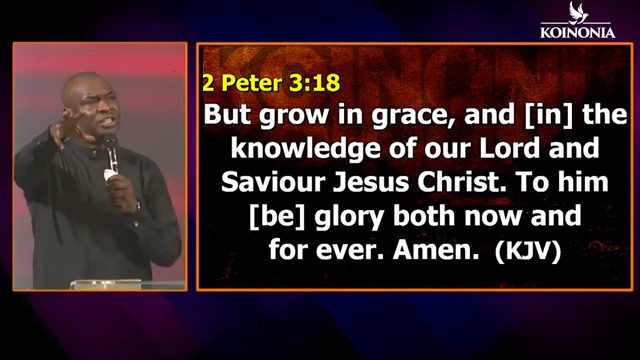 KOINONIA
2 Peter 3:18
But grow in grace, and [in] the
knowledge of our Lord and
Saviour Jesus Christ. To him
[be] glory both now and
for ever. Amen. (KJV)